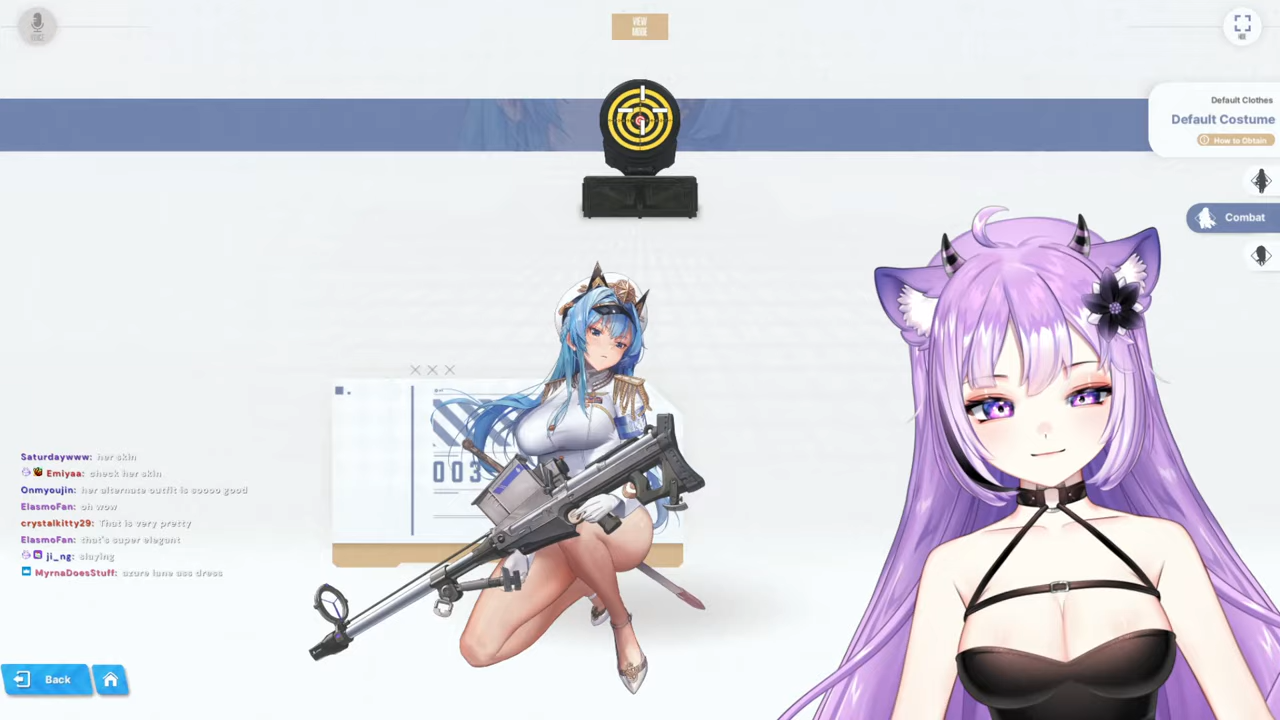 VIEW
MODE
HIDE
Default Clothes
Default Costume
How to Obtain
Combat
003
Saturdaywww: her skin
Emiyaa: check her skin
Onmyoujin: her alternate outfit is soooo good
ElasmoFan: oh wow
crystalkitty29: That is very pretty
ElasmoFan: that's super elegant
ji_ng: slaying
MyrnaDoesStuff: azure lane ass dress
Back